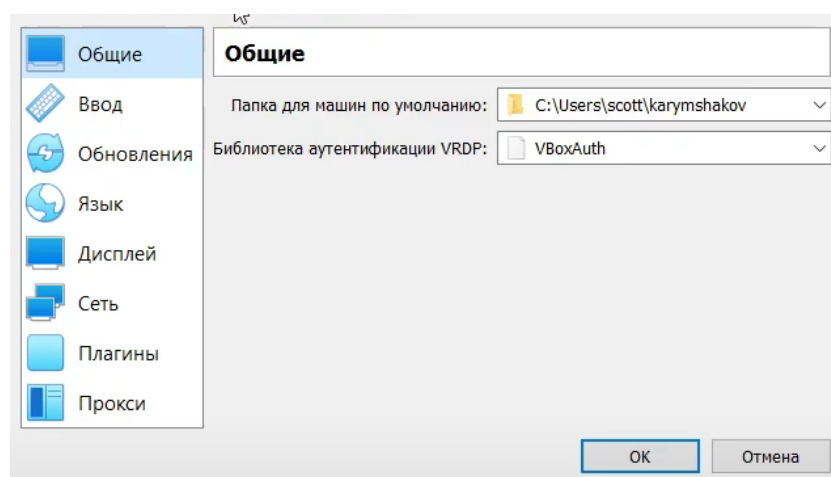 Общие
Ввод
Обновления
Язык
Дисплей
Сеть
Плагины
Прокси
Общие
Папка для машин по умолчанию: C:\Users\scott\karymshakov
Библиотека аутентификации VRDP: VBoxAuth
OK Отмена